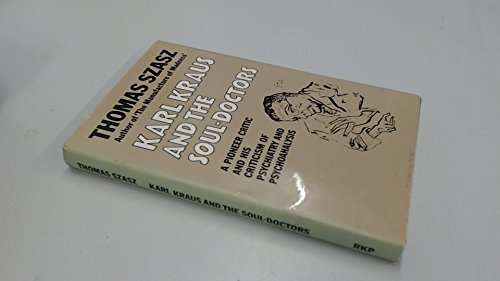 THOMAS SZASZ
Author of 'The Manufacture of Madness'
KARL KRAUS
AND THE
SOUL-DOCTORS
A PIONEER CRITIC
AND HIS
CRITICISM OF
PSYCHIATRY AND
PSYCHOANALYSIS
THOMAS SZASZ KARL KRAUS AND THE SOUL-DOCTORS RKP